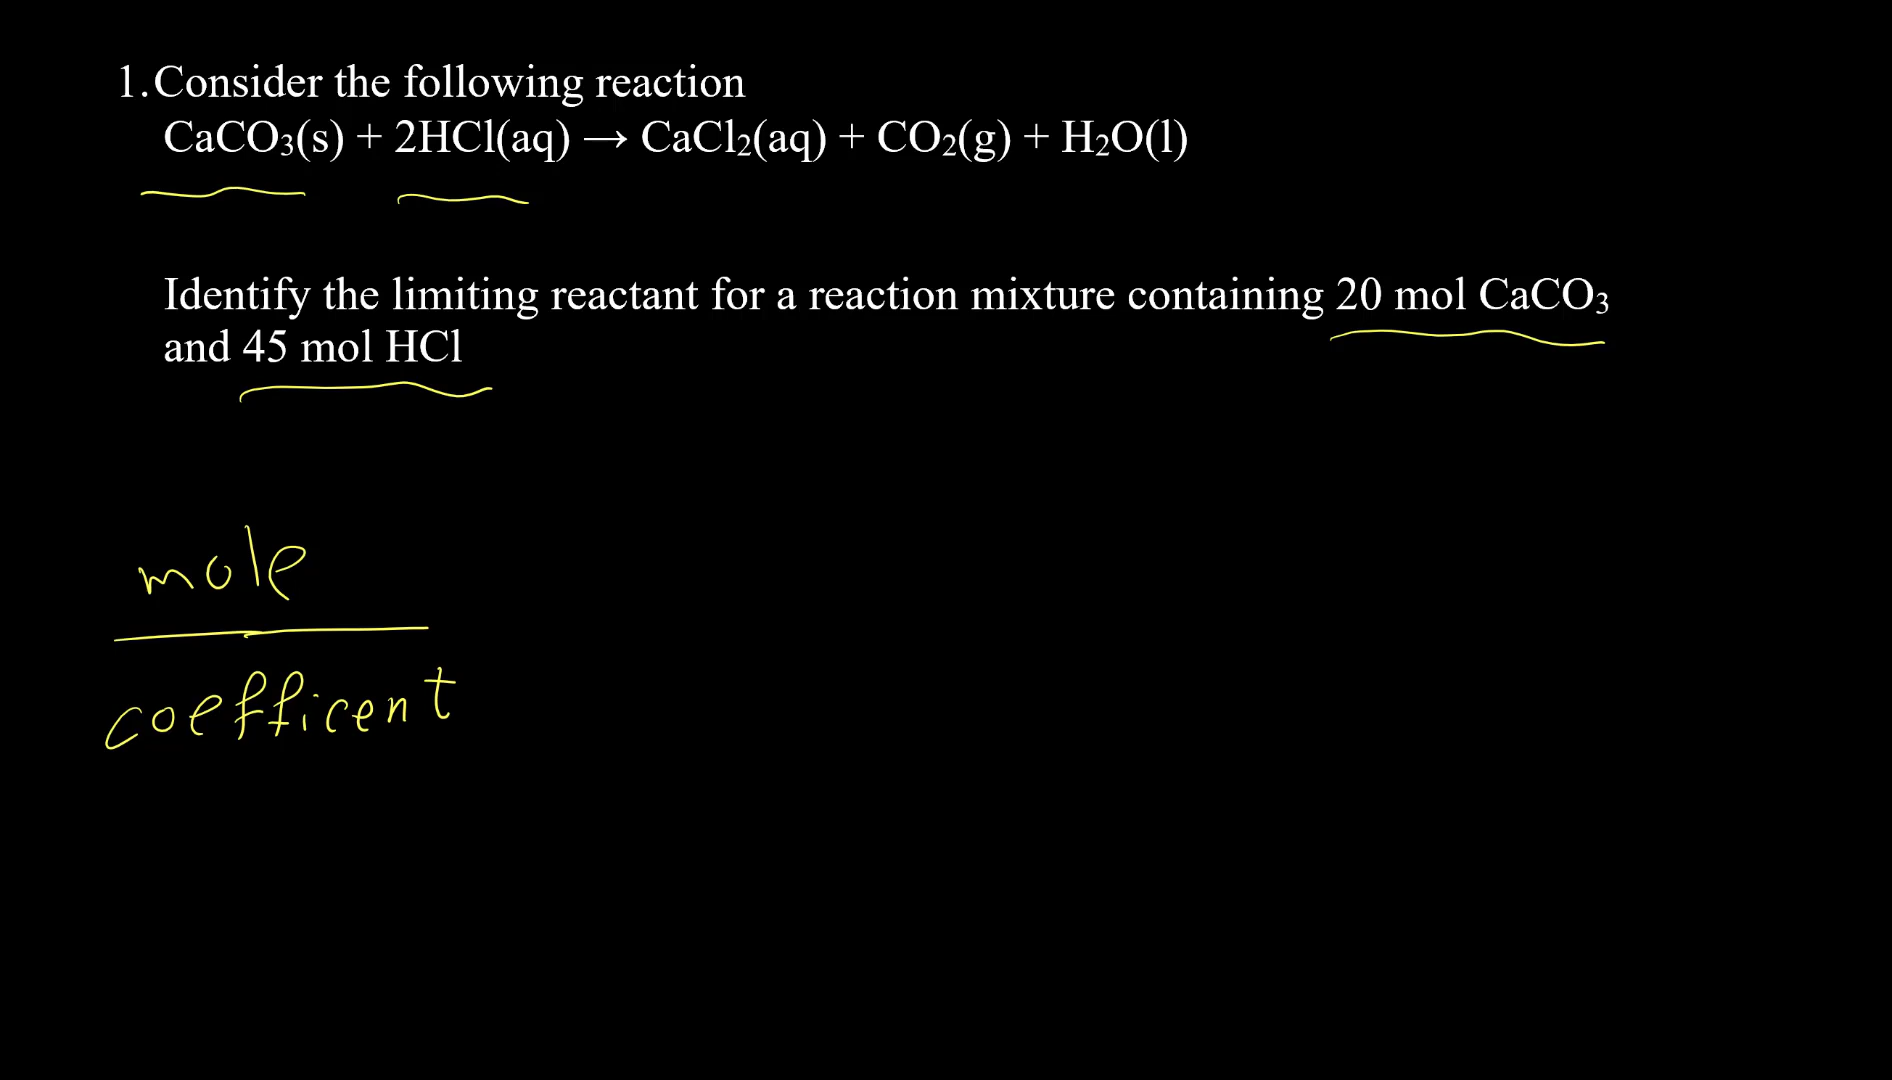 1.Consider the following reaction
CaCO₃(s) + 2HCl(aq) → CaCl₂(aq) + CO₂(g) + H₂O(l)
Identify the limiting reactant for a reaction mixture containing 20 mol CaCO₃
and 45 mol HCl
mole
coefficent